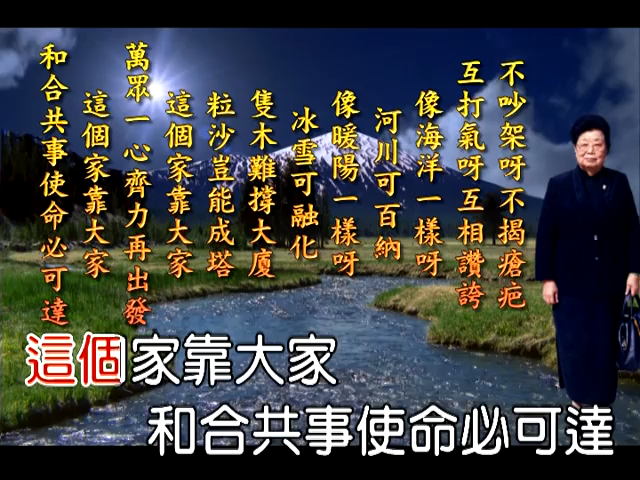 不吵架呀不揭瘡疤
互打氣呀互相讚誇
像海洋一樣呀
河川可百納
像暖陽一樣呀
冰雪可融化
隻木難撐大廈
粒沙豈能成塔
這個家靠大家
萬眾一心齊力再出發
這個家靠大家
和合共事使命必可達
這個家靠大家
和合共事使命必可達